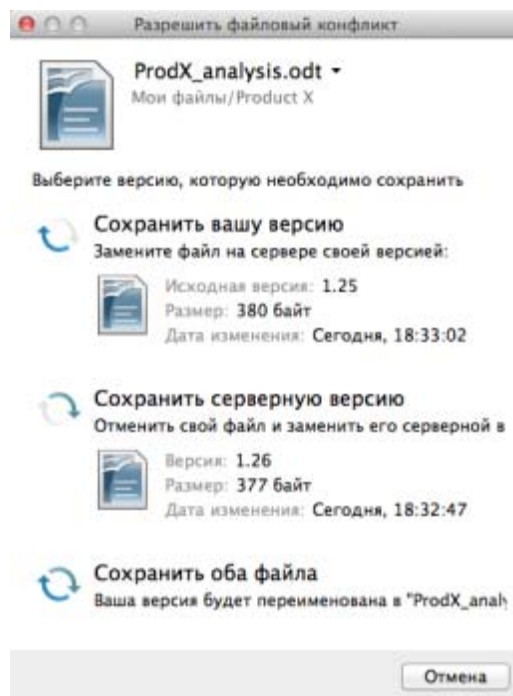 Разрешить файловый конфликт
ProdX_analysis.odt
Мои файлы/Product X
Выберите версию, которую необходимо сохранить
Сохранить вашу версию
Замените файл на сервере своей версией:
Исходная версия: 1.25
Размер: 380 байт
Дата изменения: Сегодня, 18:33:02
Сохранить серверную версию
Отменить свой файл и заменить его серверной в
Версия: 1.26
Размер: 377 байт
Дата изменения: Сегодня, 18:32:47
Сохранить оба файла
Ваша версия будет переименована в "ProdX_analy
Отмена